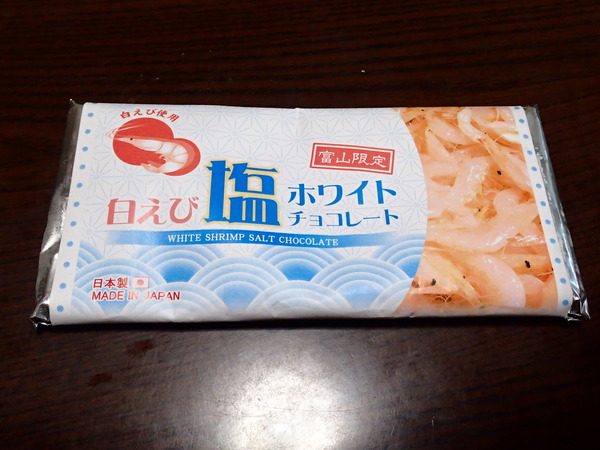 白えび使用
富山限定
白えび 塩 ホワイト
チョコレート
WHITE SHRIMP SALT CHOCOLATE
日本製
MADE IN JAPAN